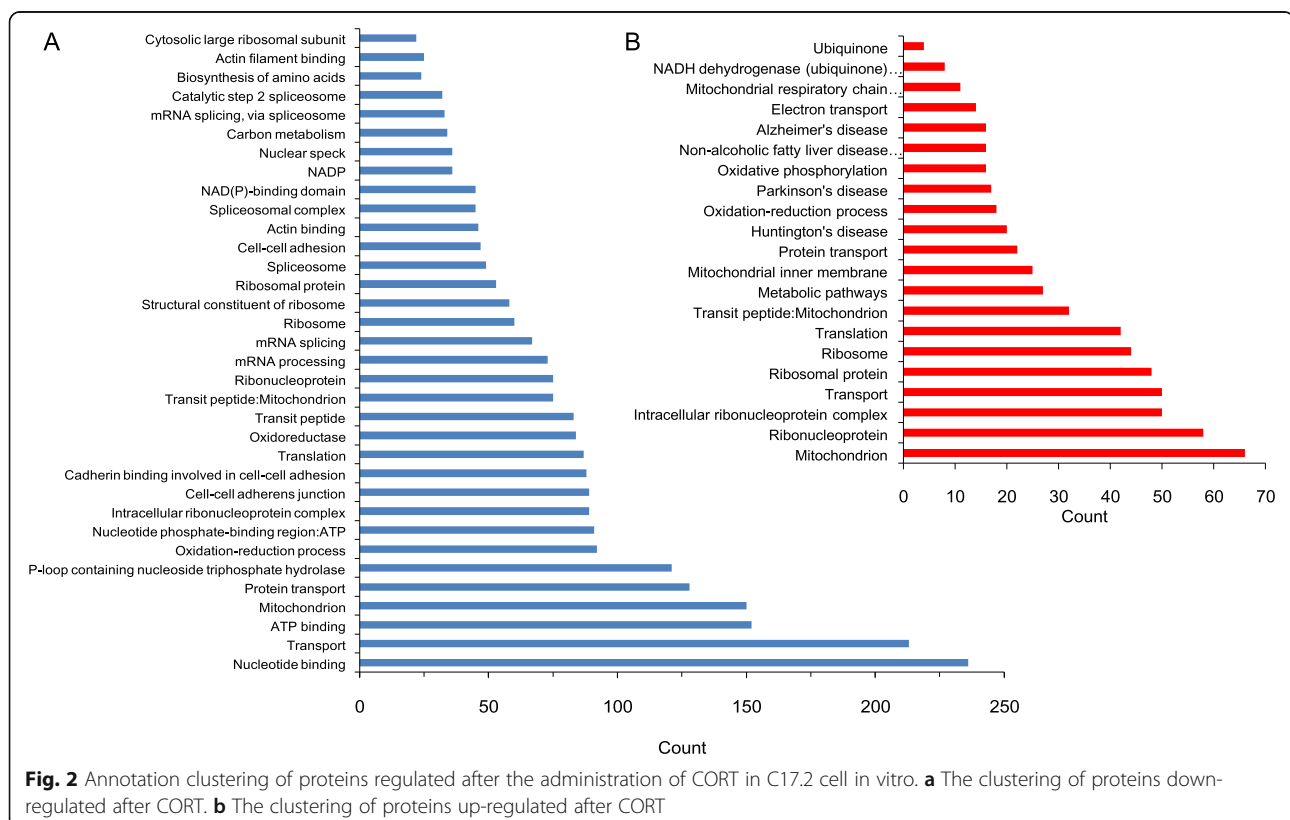 A
Cytosolic large ribosomal subunit
Actin filament binding
Biosynthesis of amino acids
Catalytic step 2 spliceosome
mRNA splicing, via spliceosome
Carbon metabolism
Nuclear speck
NADP
NAD(P)-binding domain
Spliceosomal complex
Actin binding
Cell-cell adhesion
Spliceosome
Ribosomal protein
Structural constituent of ribosome
Ribosome
mRNA splicing
mRNA processing
Ribonucleoprotein
Transit peptide:Mitochondrion
Transit peptide
Oxidoreductase
Translation
Cadherin binding involved in cell-cell adhesion
Cell-cell adherens junction
Intracellular ribonucleoprotein complex
Nucleotide phosphate-binding region:ATP
Oxidation-reduction process
P-loop containing nucleoside triphosphate hydrolase
Protein transport
Mitochondrion
ATP binding
Transport
Nucleotide binding
0 50 100 150 200 250
Count
B
Ubiquinone
NADH dehydrogenase (ubiquinone)...
Mitochondrial respiratory chain...
Electron transport
Alzheimer's disease
Non-alcoholic fatty liver disease...
Oxidative phosphorylation
Parkinson's disease
Oxidation-reduction process
Huntington's disease
Protein transport
Mitochondrial inner membrane
Metabolic pathways
Transit peptide:Mitochondrion
Translation
Ribosome
Ribosomal protein
Transport
Intracellular ribonucleoprotein complex
Ribonucleoprotein
Mitochondrion
0 10 20 30 40 50 60 70
Count
Fig. 2 Annotation clustering of proteins regulated after the administration of CORT in C17.2 cell in vitro. a The clustering of proteins down-
regulated after CORT. b The clustering of proteins up-regulated after CORT